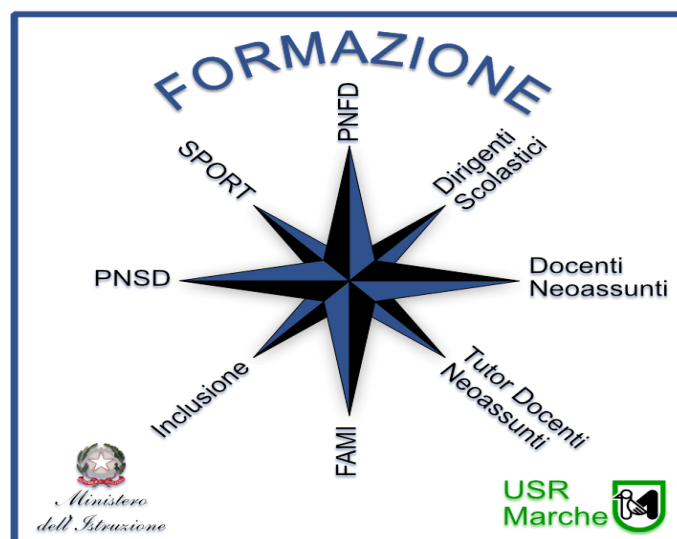 FORMAZIONE
PNFD
SPORT
Dirigenti
Scolastici
PNSD
Docenti
Neoassunti
Inclusione
Tutor Docenti
Neoassunti
FAMI
Ministero
dell'Istruzione
USR
Marche